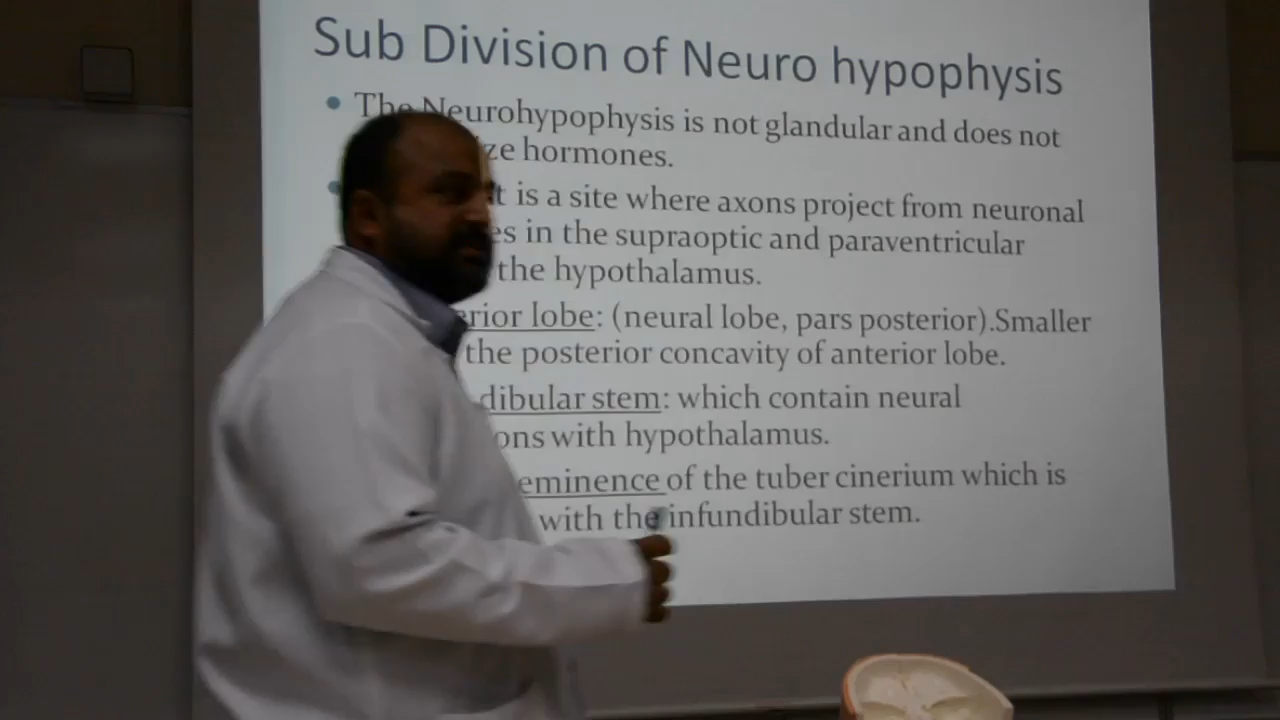 Sub Division of Neuro hypophysis
• The Neurohypophysis is not glandular and does not
ze hormones.
• t is a site where axons project from neuronal
es in the supraoptic and paraventricular
the hypothalamus.
erior lobe: (neural lobe, pars posterior).Smaller
the posterior concavity of anterior lobe.
dibular stem: which contain neural
ons with hypothalamus.
eminence of the tuber cinerium which is
with the infundibular stem.